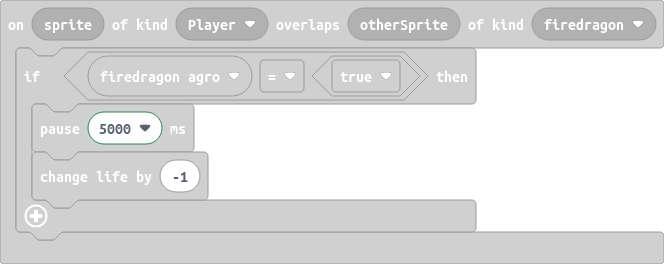 on sprite of kind Player overlaps otherSprite of kind firedragon
if firedragon agro = true then
pause 5000 ms
change life by -1